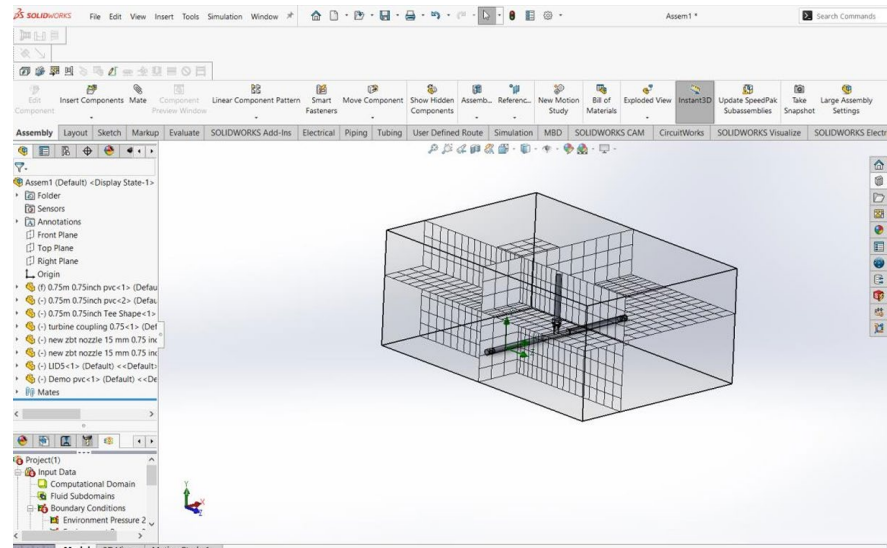 SOLIDWORKS File Edit View Insert Tools Simulation Window Assem1 * Search Commands
Edit Component Insert Components Mate Component Preview Window Linear Component Pattern Smart Fasteners Move Component Show Hidden Components Assemb... Referenc... New Motion Study Bill of Materials Exploded View Instant3D Update SpeedPak Subassemblies Take Snapshot Large Assembly Settings
Assembly Layout Sketch Markup Evaluate SOLIDWORKS Add-Ins Electrical Piping Tubing User Defined Route Simulation MBD SOLIDWORKS CAM CircuitWorks SOLIDWORKS Visualize SOLIDWORKS Electr
Assem1 (Default) <Display State-1>
Folder
Sensors
Annotations
Front Plane
Top Plane
Right Plane
Origin
(f) 0.75m 0.75inch pvc<1> (Defau
(-) 0.75m 0.75inch pvc<2> (Defau
(-) 0.75m 0.75inch Tee Shape<1>
(-) turbine coupling 0.75<1> (Def
(-) new zbt nozzle 15 mm 0.75 inc
(-) new zbt nozzle 15 mm 0.75 inc
(-) LID5<1> (Default) <<Default>
(-) Demo pvc<1> (Default) <<De
Mates
Project(1)
Input Data
Computational Domain
Fluid Subdomains
Boundary Conditions
Environment Pressure 2
Y
X
Z